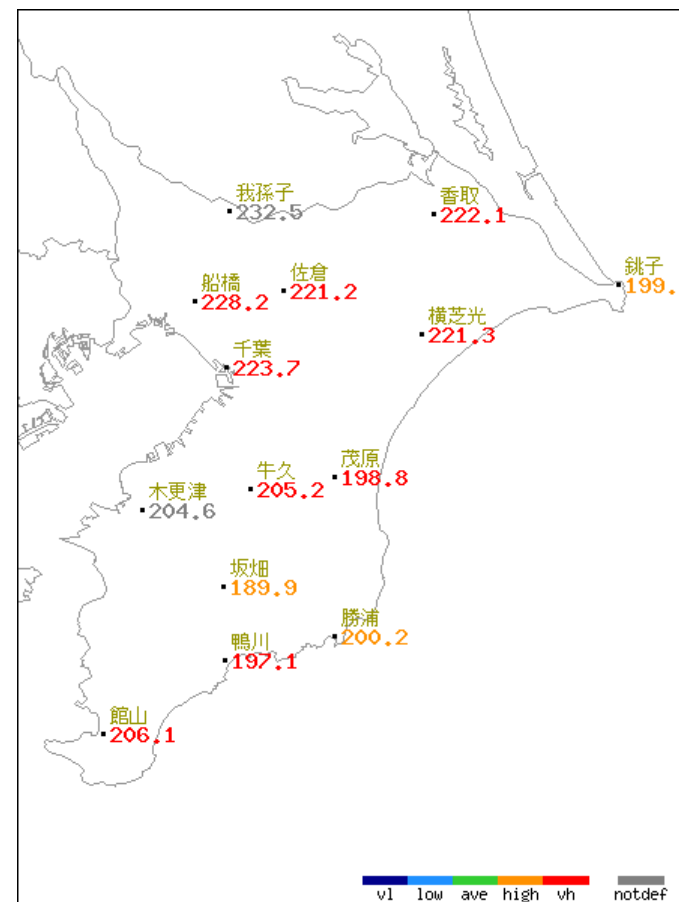 我孫子
232.5
香取
222.1
銚子
199.
佐倉
221.2
船橋
228.2
横芝光
221.3
千葉
223.7
茂原
198.8
牛久
205.2
木更津
204.6
坂畑
189.9
勝浦
200.2
鴨川
197.1
館山
206.1
vl low ave high vh notdef